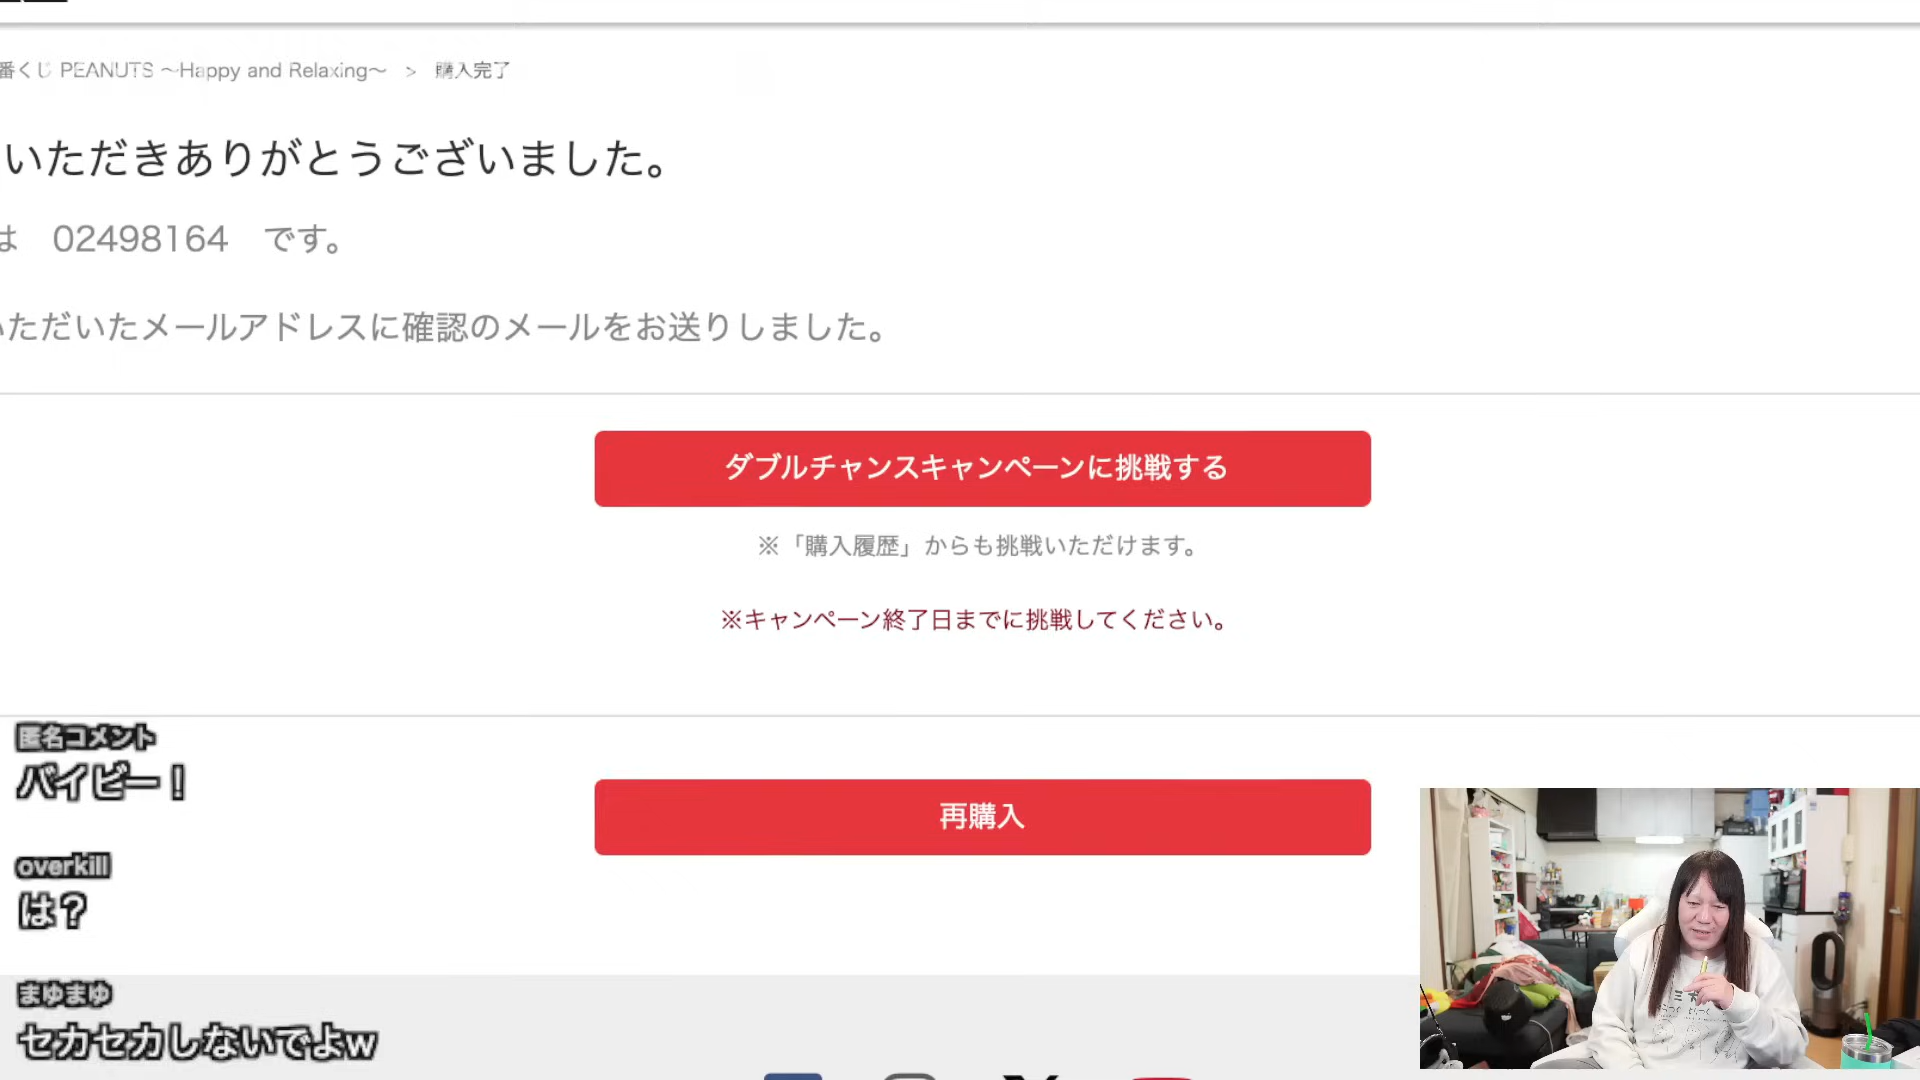 番くじ PEANUTS ～Happy and Relaxing～ > 購入完了
いただきありがとうございました。
は 02498164 です。
いただいたメールアドレスに確認のメールをお送りしました。
ダブルチャンスキャンペーンに挑戦する
※「購入履歴」からも挑戦いただけます。
※キャンペーン終了日までに挑戦してください。
匿名コメント
バイビー！
再購入
overkill
は？
まゆまゆ
セカセカしないでよw